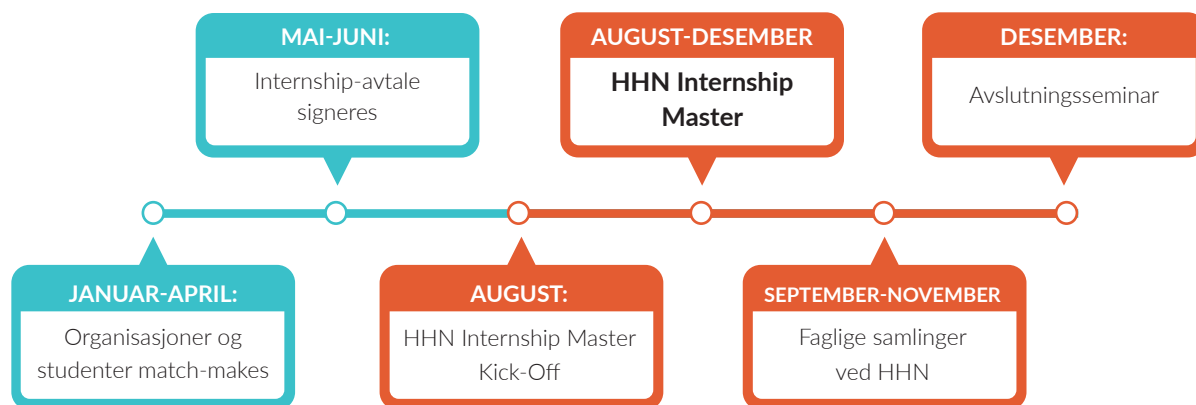 MAI-JUNI:
Internship-avtale
signeres
AUGUST-DESEMBER
HHN Internship
Master
DESEMBER:
Avslutningsseminar
JANUAR-APRIL:
Organisasjoner og
studenter match-makes
AUGUST:
HHN Internship Master
Kick-Off
SEPTEMBER-NOVEMBER
Faglige samlinger
ved HHN